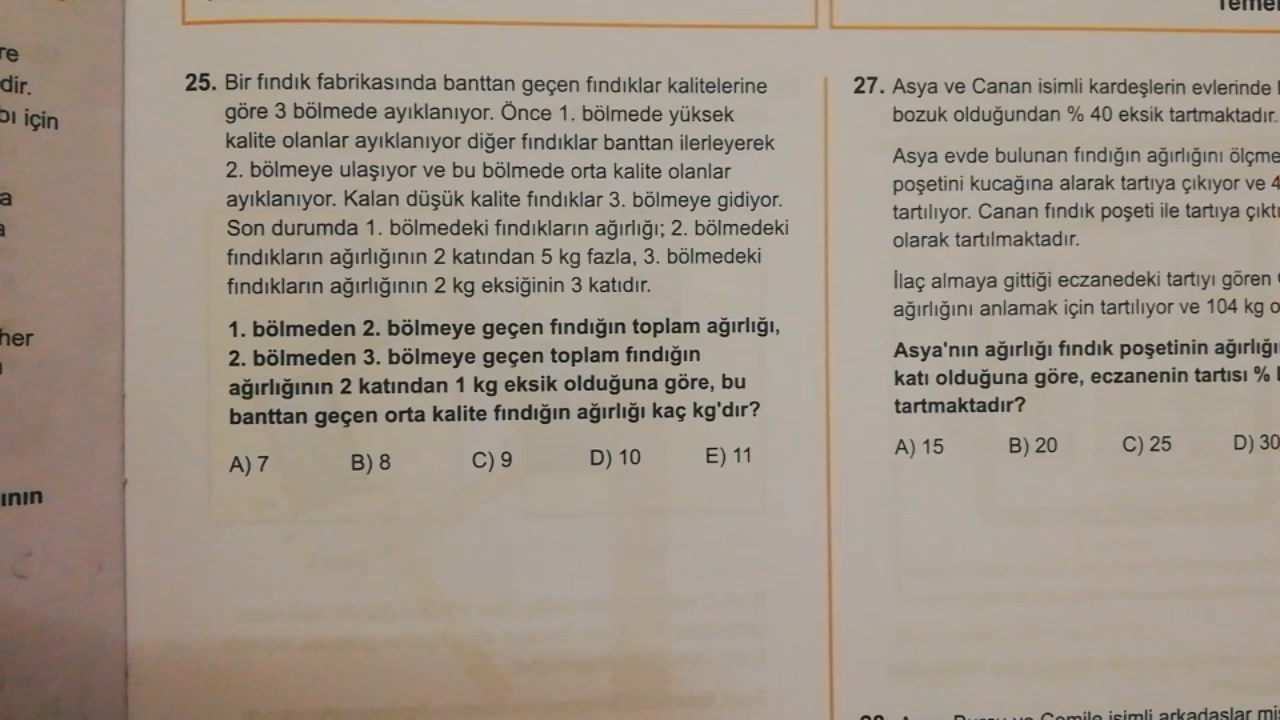 re
dir.
bı için
a
a
her
ının
25. Bir fındık fabrikasında banttan geçen fındıklar kalitelerine
göre 3 bölmede ayıklanıyor. Önce 1. bölmede yüksek
kalite olanlar ayıklanıyor diğer fındıklar banttan ilerleyerek
2. bölmeye ulaşıyor ve bu bölmede orta kalite olanlar
ayıklanıyor. Kalan düşük kalite fındıklar 3. bölmeye gidiyor.
Son durumda 1. bölmedeki fındıkların ağırlığı; 2. bölmedeki
fındıkların ağırlığının 2 katından 5 kg fazla, 3. bölmedeki
fındıkların ağırlığının 2 kg eksiğinin 3 katıdır.
1. bölmeden 2. bölmeye geçen fındığın toplam ağırlığı,
2. bölmeden 3. bölmeye geçen toplam fındığın
ağırlığının 2 katından 1 kg eksik olduğuna göre, bu
banttan geçen orta kalite fındığın ağırlığı kaç kg'dır?
A) 7 B) 8 C) 9 D) 10 E) 11
Temel
27. Asya ve Canan isimli kardeşlerin evlerinde
bozuk olduğundan % 40 eksik tartmaktadır.
Asya evde bulunan fındığın ağırlığını ölçme
poşetini kucağına alarak tartıya çıkıyor ve 4
tartılıyor. Canan fındık poşeti ile tartıya çıktı
olarak tartılmaktadır.
İlaç almaya gittiği eczanedeki tartıyı gören
ağırlığını anlamak için tartılıyor ve 104 kg o
Asya'nın ağırlığı fındık poşetinin ağırlığı
katı olduğuna göre, eczanenin tartısı %
tartmaktadır?
A) 15 B) 20 C) 25 D) 30
Cemile isimli arkadaşlar